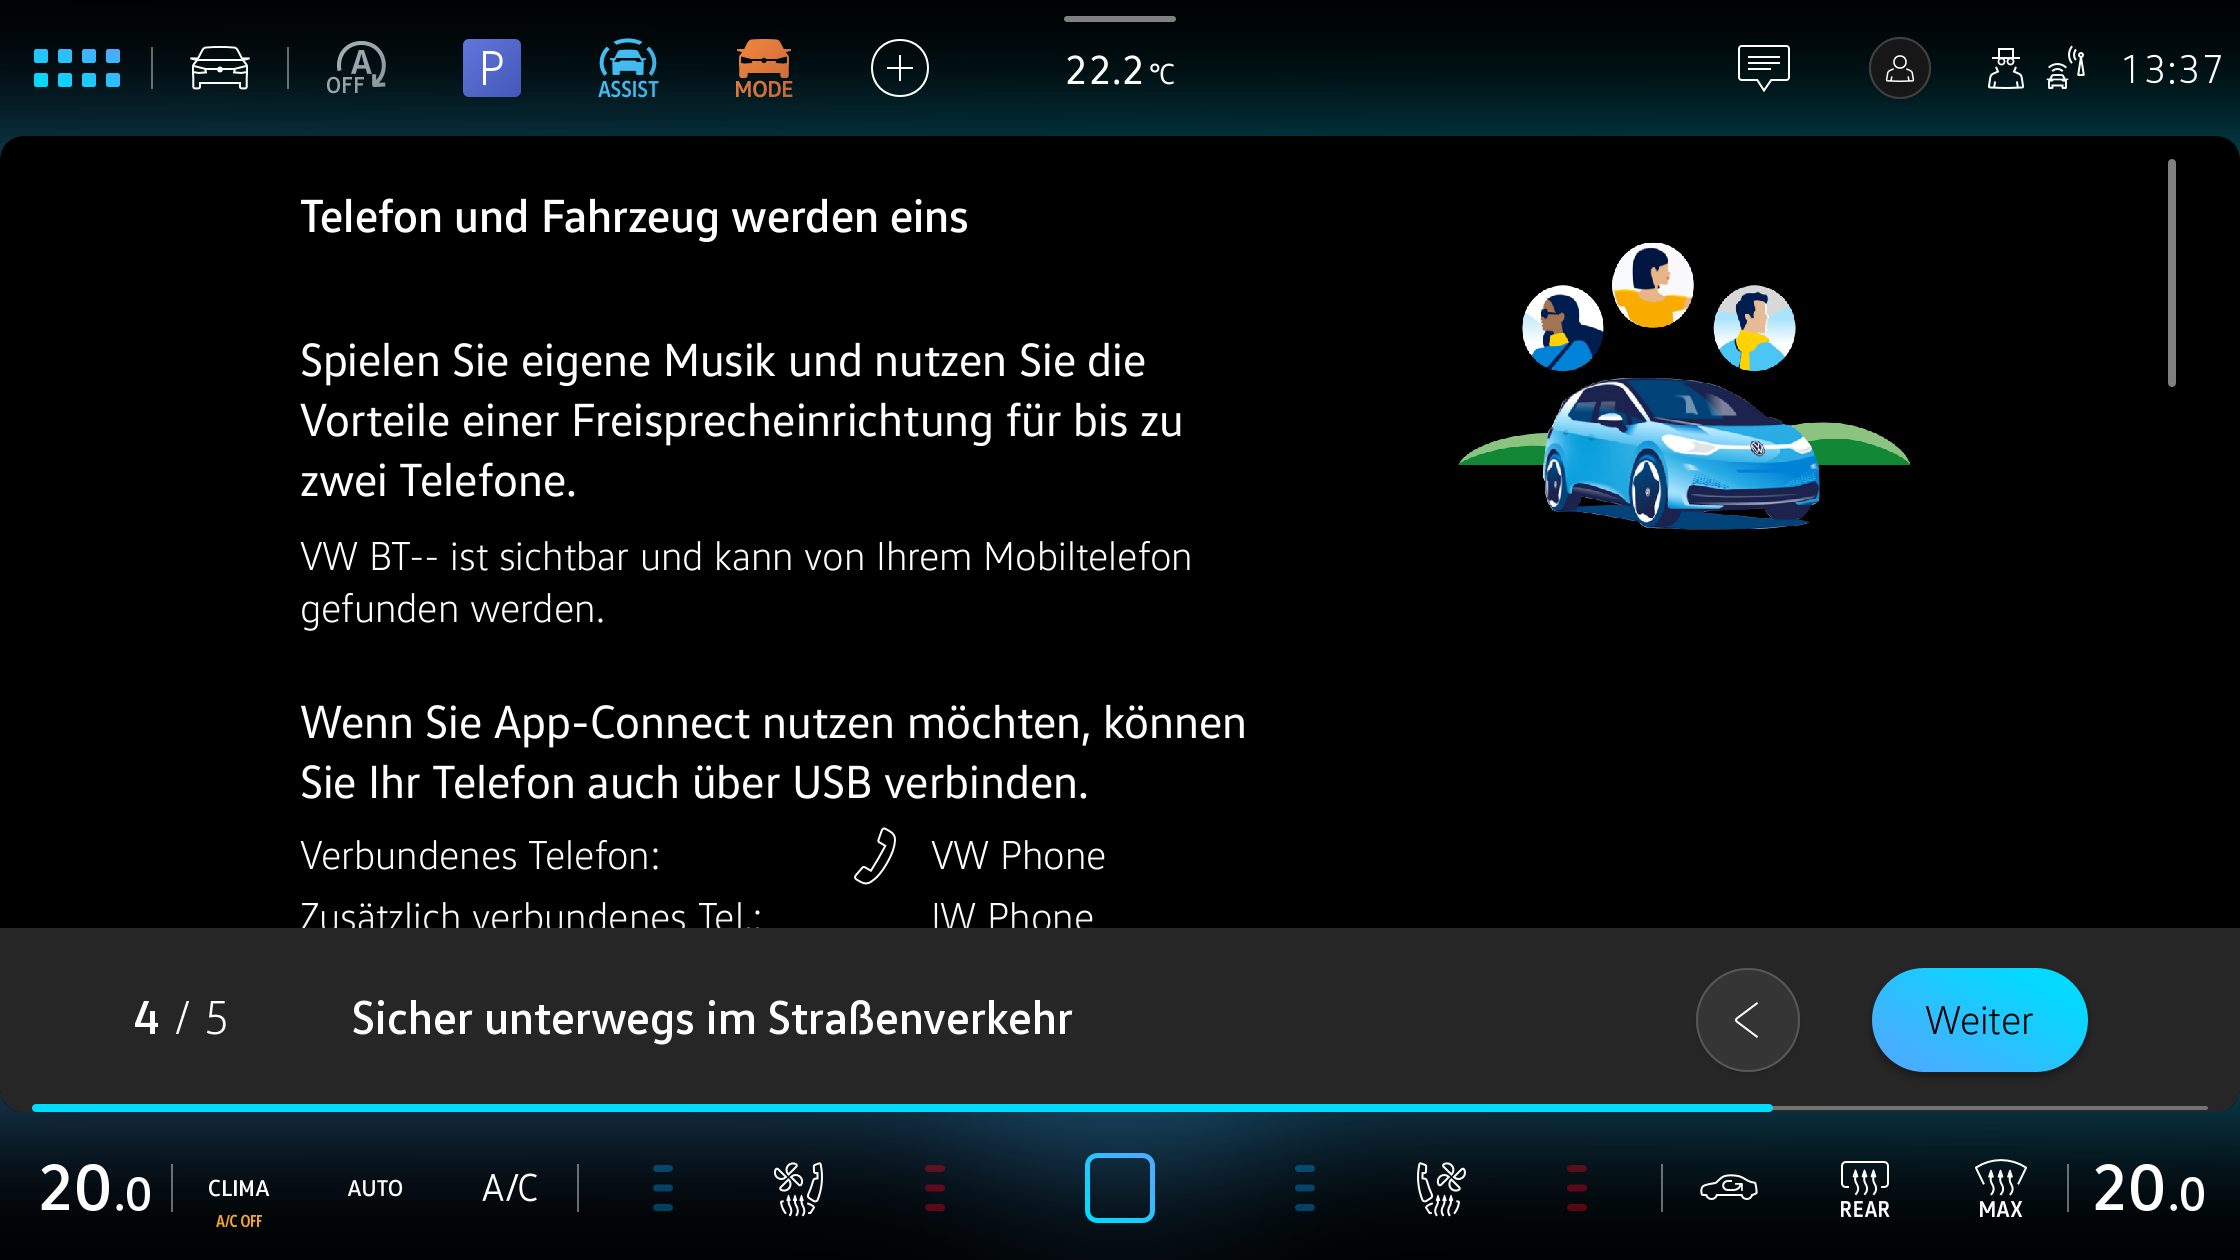 A
OFF
P
ASSIST
MODE
22.2 °C
13:37
Telefon und Fahrzeug werden eins
Spielen Sie eigene Musik und nutzen Sie die
Vorteile einer Freisprecheinrichtung für bis zu
zwei Telefone.
VW BT-- ist sichtbar und kann von Ihrem Mobiltelefon
gefunden werden.
Wenn Sie App-Connect nutzen möchten, können
Sie Ihr Telefon auch über USB verbinden.
Verbundenes Telefon: VW Phone
Zusätzlich verbundenes Tel.: IW Phone
4 / 5 Sicher unterwegs im Straßenverkehr Weiter
20.0 CLIMA AUTO A/C REAR MAX 20.0
A/C OFF